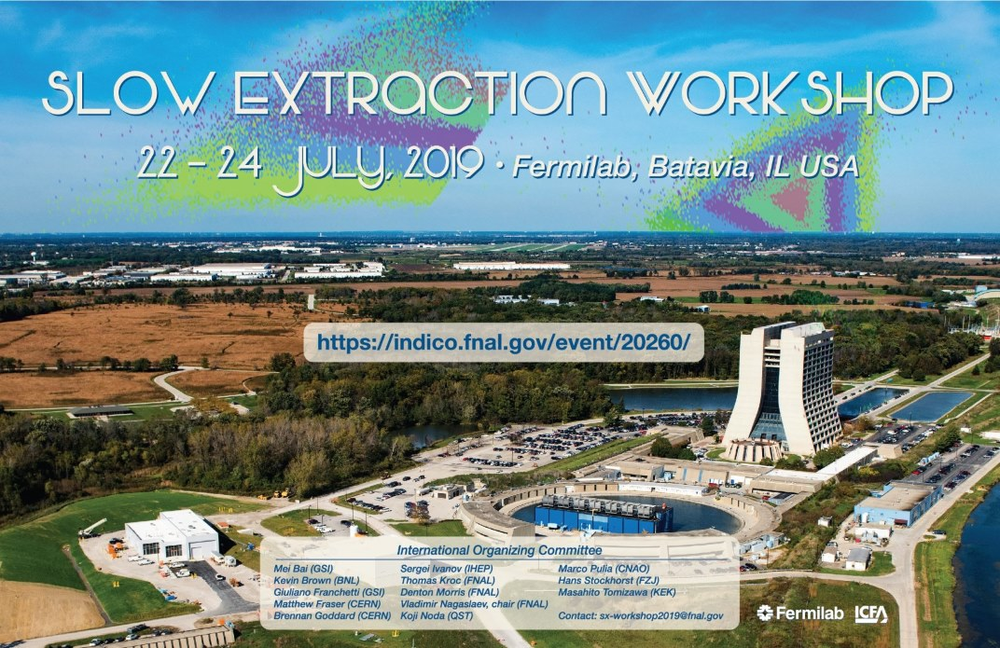 SLOW EXTRACTION WORKSHOP
22 – 24 JULY, 2019 • Fermilab, Batavia, IL USA
https://indico.fnal.gov/event/20260/
International Organizing Committee
Mei Bai (GSI)
Kevin Brown (BNL)
Giuliano Franchetti (GSI)
Matthew Fraser (CERN)
Brennan Goddard (CERN)
Sergei Ivanov (IHEP)
Thomas Kroc (FNAL)
Denton Morris (FNAL)
Vladimir Nagaslaev, chair (FNAL)
Koji Noda (QST)
Marco Pulia (CNAO)
Hans Stockhorst (FZJ)
Masahito Tomizawa (KEK)
Contact: sx-workshop2019@fnal.gov
Fermilab
ICFA